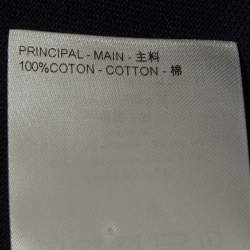 PRINCIPAL - MAIN - 主料
100%COTON - COTTON - 棉